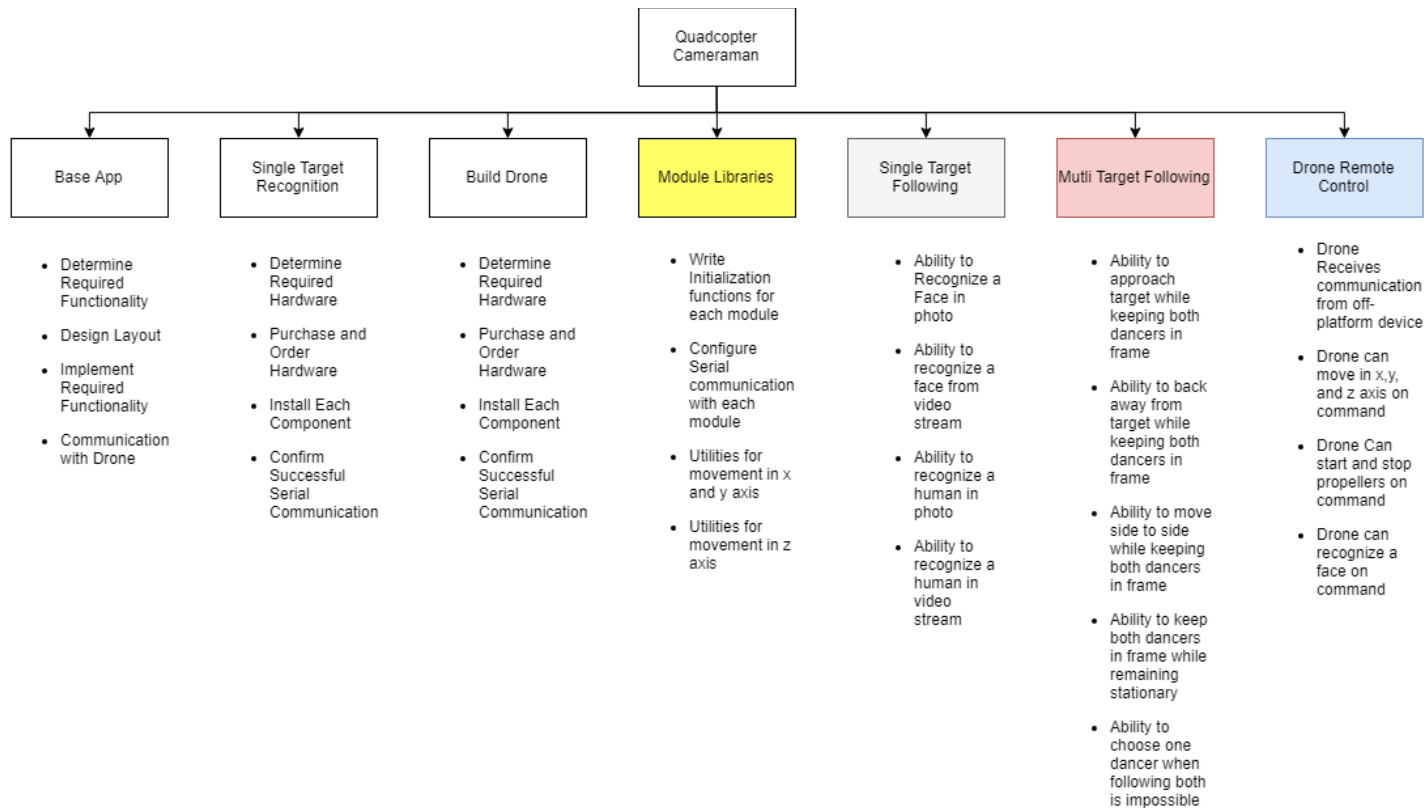 Quadcopter
Cameraman
Base App
Single Target
Recognition
Build Drone
Module Libraries
Single Target
Following
Mutli Target Following
Drone Remote
Control
Determine
Required
Functionality
Design Layout
Implement
Required
Functionality
Communication
with Drone
Determine
Required
Hardware
Purchase and
Order
Hardware
Install Each
Component
Confirm
Successful
Serial
Communication
Determine
Required
Hardware
Purchase and
Order
Hardware
Install Each
Component
Confirm
Successful
Serial
Communication
Write
Initialization
functions for
each module
Configure
Serial
communication
with each
module
Utilities for
movement in x
and y axis
Utilities for
movement in z
axis
Ability to
Recognize a
Face in
photo
Ability to
recognize a
face from
video
stream
Ability to
recognize a
human in
photo
Ability to
recognize a
human in
video
stream
Ability to
approach
target while
keeping both
dancers in
frame
Ability to back
away from
target while
keeping both
dancers in
frame
Ability to move
side to side
while keeping
both dancers
in frame
Ability to keep
both dancers
in frame while
remaining
stationary
Ability to
choose one
dancer when
following both
is impossible
Drone
Receives
communication
from off-
platform device
Drone can
move in x,y,
and z axis on
command
Drone Can
start and stop
propellers on
command
Drone can
recognize a
face on
command